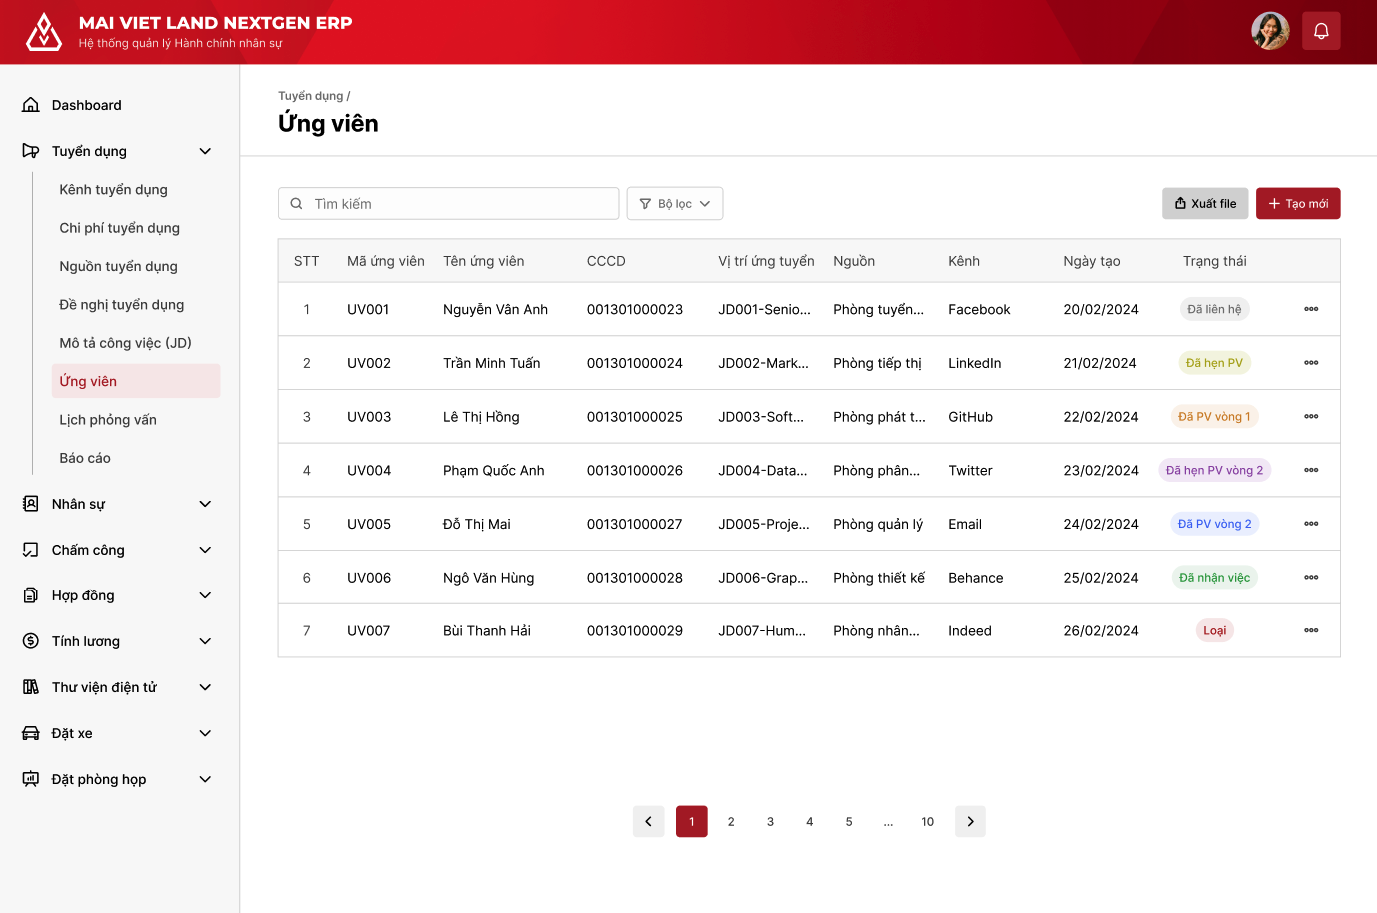 MAI VIET LAND NEXTGEN ERP
Hệ thống quản lý Hành chính nhân sự
Dashboard
Tuyển dụng
Kênh tuyển dụng
Chi phí tuyển dụng
Nguồn tuyển dụng
Đề nghị tuyển dụng
Mô tả công việc (JD)
Ứng viên
Lịch phỏng vấn
Báo cáo
Nhân sự
Chấm công
Hợp đồng
Tính lương
Thư viện điện tử
Đặt xe
Đặt phòng họp
Tuyển dụng /
Ứng viên
Tìm kiếm Bộ lọc Xuất file Tạo mới
STT Mã ứng viên Tên ứng viên CCCD Vị trí ứng tuyển Nguồn Kênh Ngày tạo Trạng thái
1 UV001 Nguyễn Vân Anh 001301000023 JD001-Senio... Phòng tuyển... Facebook 20/02/2024 Đã liên hệ
2 UV002 Trần Minh Tuấn 001301000024 JD002-Mark... Phòng tiếp thị LinkedIn 21/02/2024 Đã hẹn PV
3 UV003 Lê Thị Hồng 001301000025 JD003-Soft... Phòng phát t... GitHub 22/02/2024 Đã PV vòng 1
4 UV004 Phạm Quốc Anh 001301000026 JD004-Data... Phòng phân... Twitter 23/02/2024 Đã hẹn PV vòng 2
5 UV005 Đỗ Thị Mai 001301000027 JD005-Proje... Phòng quản lý Email 24/02/2024 Đã PV vòng 2
6 UV006 Ngô Văn Hùng 001301000028 JD006-Grap... Phòng thiết kế Behance 25/02/2024 Đã nhận việc
7 UV007 Bùi Thanh Hải 001301000029 JD007-Hum... Phòng nhân... Indeed 26/02/2024 Loại
1 2 3 4 5 ... 10